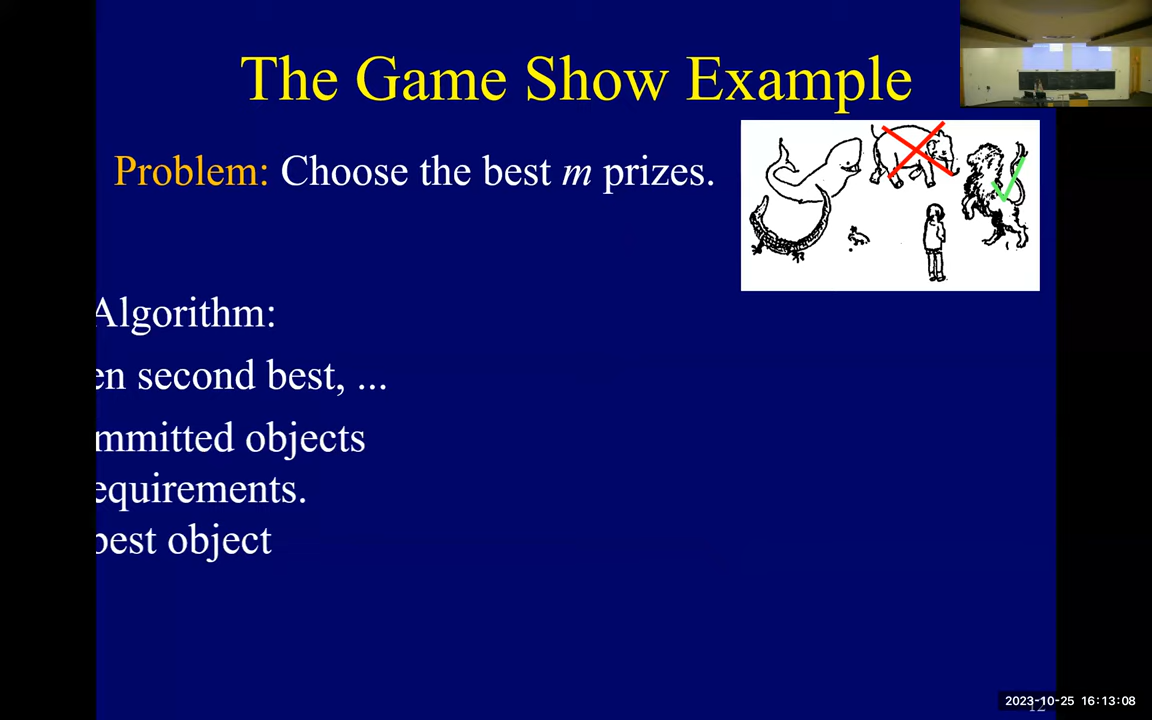 The Game Show Example
Problem: Choose the best m prizes.
Algorithm:
en second best, ...
mmitted objects
equirements.
best object
2023-10-25 16:13:08
12